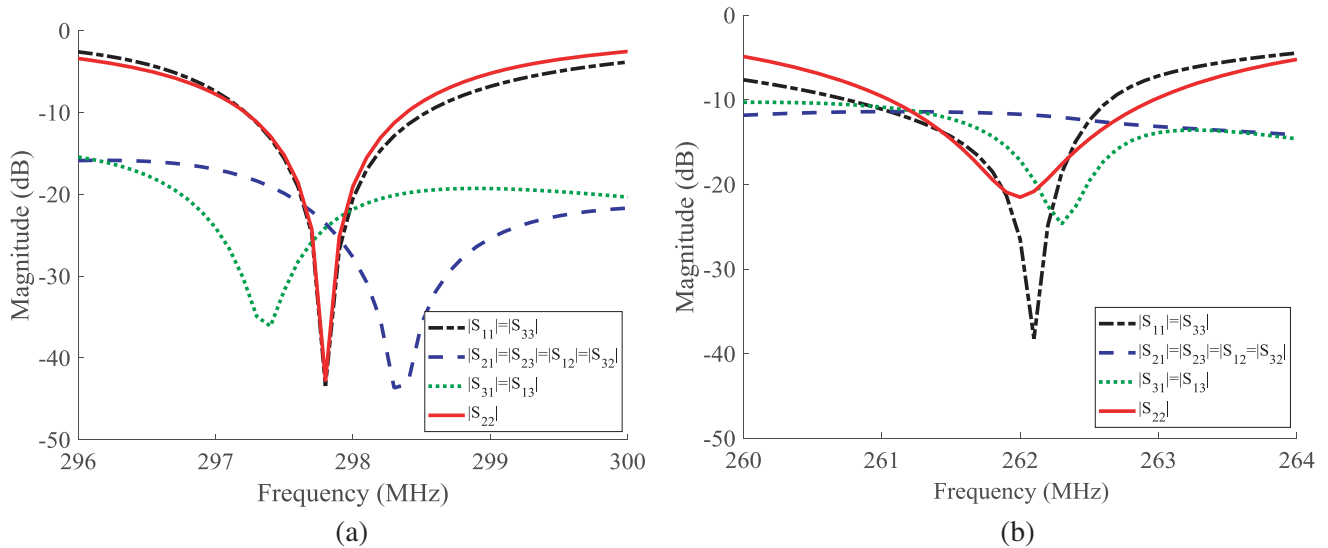 0
-10
-20
-30
-40
-50
Magnitude (dB)
296 297 298 299 300
Frequency (MHz)
|S11|=|S33|
|S21|=|S23|=|S12=|S32|
|S31|=|S13|
|S22|
(a)
0
-10
-20
-30
-40
-50
Magnitude (dB)
260 261 262 263 264
Frequency (MHz)
|S11|=|S33|
|S21|=|S23|=|S12=|S32|
|S31|=|S13|
|S22|
(b)